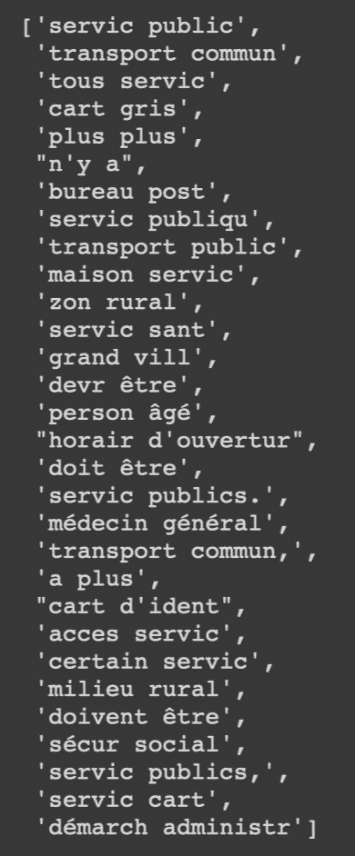 ['servic public',
'transport commun',
'tous servic',
'cart gris',
'plus plus',
"n'y a",
'bureau post',
'servic publiqu',
'transport public',
'maison servic',
'zon rural',
'servic sant',
'grand vill',
'devr être',
'person âgé',
"horair d'ouvertur",
'doit être',
'servic publics.',
'médecin général',
'transport commun,',
'a plus',
"cart d'ident",
'acces servic',
'certain servic',
'milieu rural',
'doivent être',
'sécur social',
'servic publics,',
'servic cart',
'démarch administr']